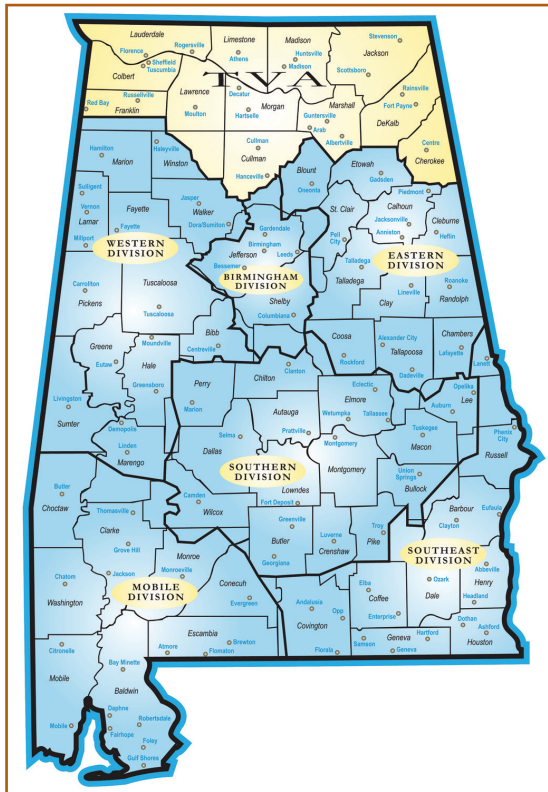 Lauderdale
Limestone
Madison
Stevenson
Florence
Rogersville
Athens
Huntsville
Jackson
Sheffield
Tuscumbia
Madison
Colbert
Scottsboro
TVA
Russellville
Lawrence
Decatur
Rainsville
Red Bay
Morgan
Marshall
Fort Payne
Franklin
Moulton
Hartselle
Guntersville
Arab
DeKalb
Albertville
Cullman
Cullman
Centre
Cherokee
Hamilton
Haleyville
Marion
Winston
Hanceville
Blount
Etowah
Gadsden
Oneonta
Sulligent
Piedmont
Jasper
Walker
Fayette
St. Clair
Calhoun
Cleburne
Vernon
Lamar
Jacksonville
Fayette
Dora/Sumiton
Gardendale
Anniston
Heflin
Millport
WESTERN
DIVISION
Jefferson
Birmingham
Pell
City
Leeds
Talladega
EASTERN
DIVISION
Bessemer
BIRMINGHAM
DIVISION
Talladega
Carrollton
Tuscaloosa
Lineville
Roanoke
Pickens
Shelby
Clay
Randolph
Tuscaloosa
Columbiana
Bibb
Coosa
Alexander City
Chambers
Greene
Moundville
Centreville
Tallapoosa
Lafayette
Eutaw
Hale
Rockford
Lanett
Chilton
Clanton
Dadeville
Greensboro
Perry
Eclectic
Opelika
Elmore
Lee
Livingston
Marion
Autauga
Wetumpka
Tallassee
Auburn
Sumter
Demopolis
Prattville
Tuskegee
Phenix
City
Selma
Montgomery
Macon
Linden
Dallas
Marengo
SOUTHERN
DIVISION
Montgomery
Union
Springs
Russell
Butler
Lowndes
Bullock
Choctaw
Camden
Wilcox
Fort Deposit
Barbour
Eufaula
Thomasville
Clarke
Greenville
Troy
Clayton
Luverne
Pike
Grove Hill
Butler
Crenshaw
SOUTHEAST
DIVISION
Monroe
Georgiana
Abbeville
Chatom
Jackson
Monroeville
Conecuh
Elba
Ozark
Henry
Washington
MOBILE
DIVISION
Coffee
Dale
Evergreen
Andalusia
Opp
Headland
Covington
Enterprise
Dothan
Escambia
Geneva
Hartford
Ashford
Citronelle
Atmore
Brewton
Samson
Houston
Flomaton
Florala
Geneva
Bay Minette
Mobile
Baldwin
Daphne
Robertsdale
Mobile
Fairhope
Foley
Gulf Shores